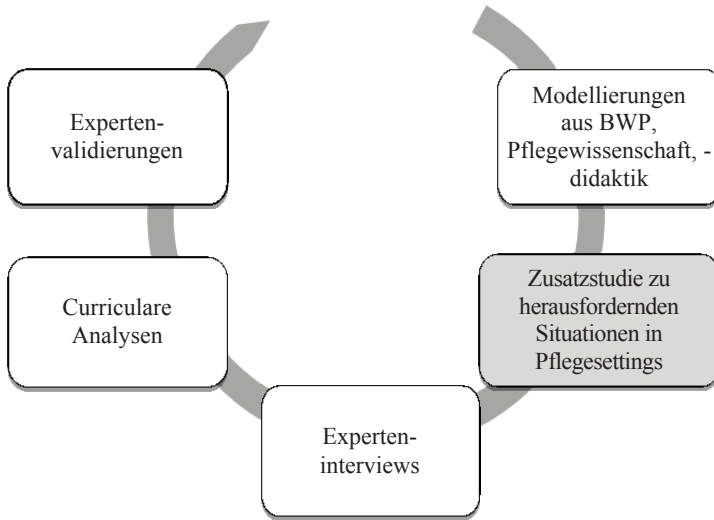 Modellierungen
aus BWP,
Pflegewissenschaft, -
didaktik
Zusatzstudie zu
herausfordernden
Situationen in
Pflegesettings
Experten-
interviews
Curriculare
Analysen
Experten-
validierungen